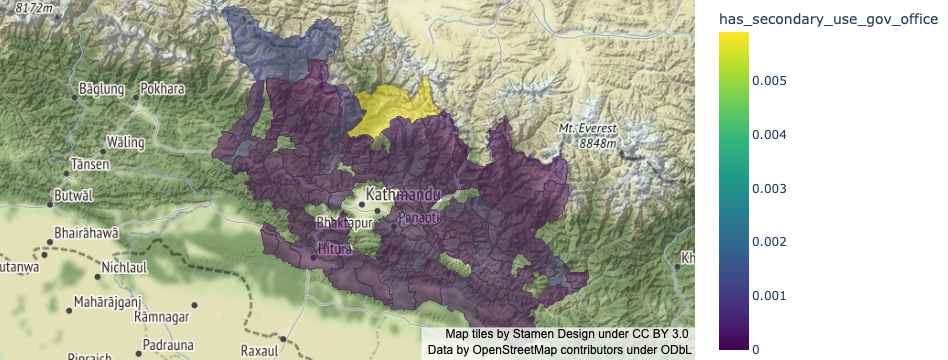 8172m
has_secondary_use_gov_office
Bāglung
Pokhara
Mt. Everest
8848m
Wāling
Tānsen
Butwāl
Kathmandu
Bhaktapur
Panaoti
Bhairāhawā
utanwa
Nichlaul
Hitura
Kh
Mahārājganj
Rāmnagar
Padrauna
Raxaul
Pipraich
Map tiles by Stamen Design under CC BY 3.0
Data by OpenStreetMap contributors under ODbL
0.005
0.004
0.003
0.002
0.001
0